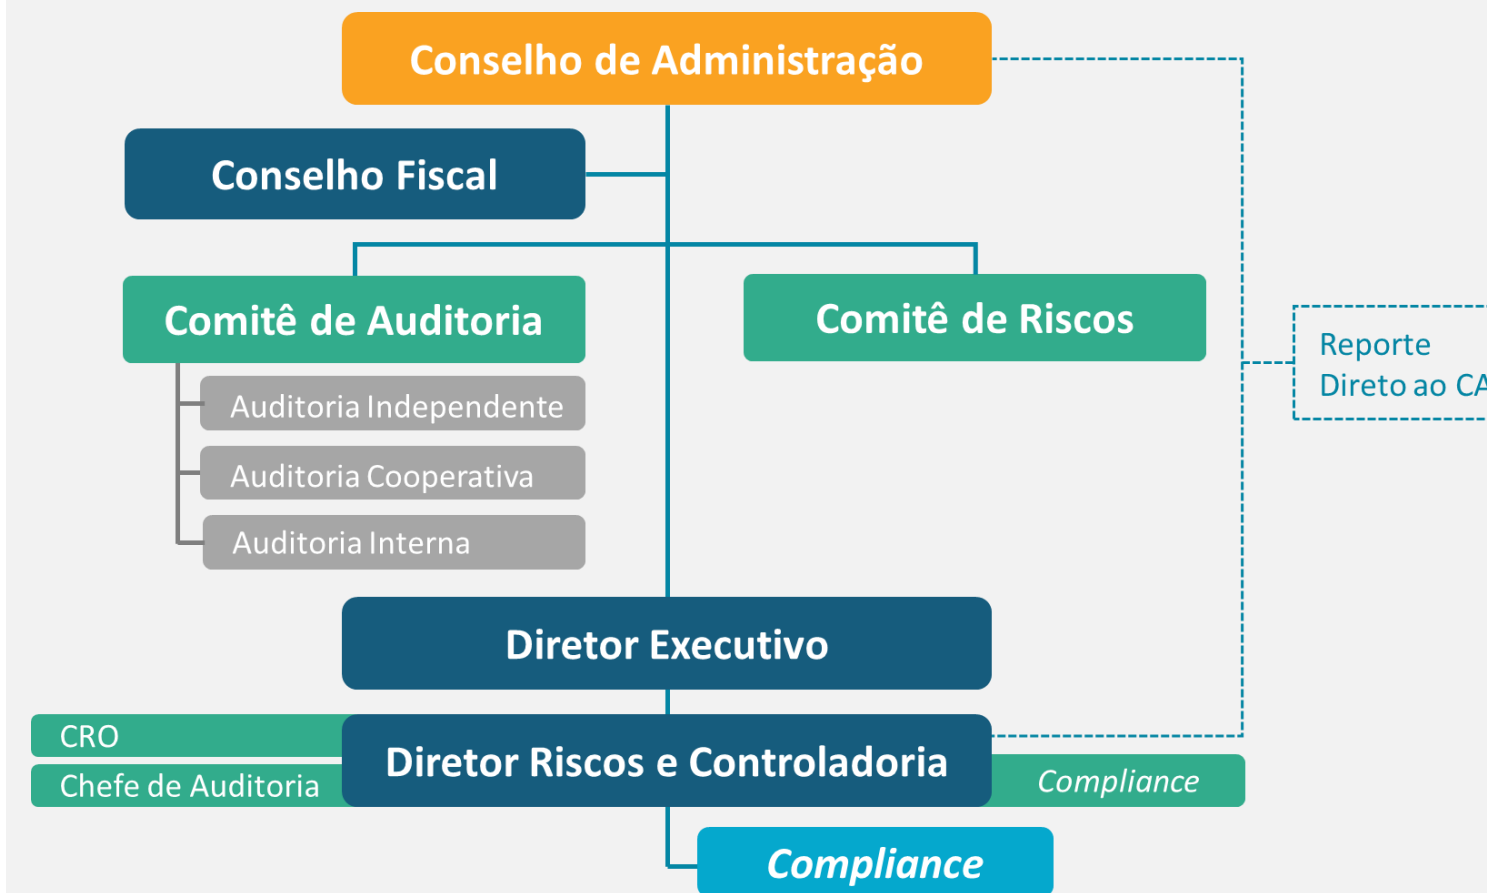 Conselho de Administração
Conselho Fiscal
Comitê de Auditoria
Comitê de Riscos
Reporte
Direto ao CA
Auditoria Independente
Auditoria Cooperativa
Auditoria Interna
Diretor Executivo
CRO
Diretor Riscos e Controladoria
Chefe de Auditoria
Compliance
Compliance